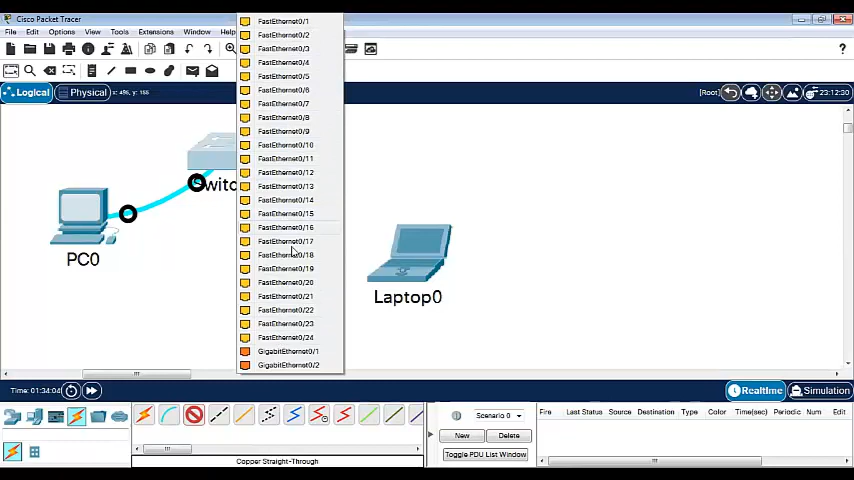 Cisco Packet Tracer
File Edit Options View Tools Extensions Window Help
FastEthernet0/1
FastEthernet0/2
FastEthernet0/3
FastEthernet0/4
FastEthernet0/5
FastEthernet0/6
FastEthernet0/7
FastEthernet0/8
FastEthernet0/9
FastEthernet0/10
FastEthernet0/11
FastEthernet0/12
FastEthernet0/13
FastEthernet0/14
FastEthernet0/15
FastEthernet0/16
FastEthernet0/17
FastEthernet0/18
FastEthernet0/19
FastEthernet0/20
FastEthernet0/21
FastEthernet0/22
FastEthernet0/23
FastEthernet0/24
GigabitEthernet0/1
GigabitEthernet0/2
?
Logical Physical x: 495, y: 155 [Root] 23:12:30
Switc
PC0
Laptop0
Time: 01:34:04 Realtime Simulation
Scenario 0 Fire Last Status Source Destination Type Color Time(sec) Periodic Num Edit
New Delete
Toggle PDU List Window
Copper Straight-Through